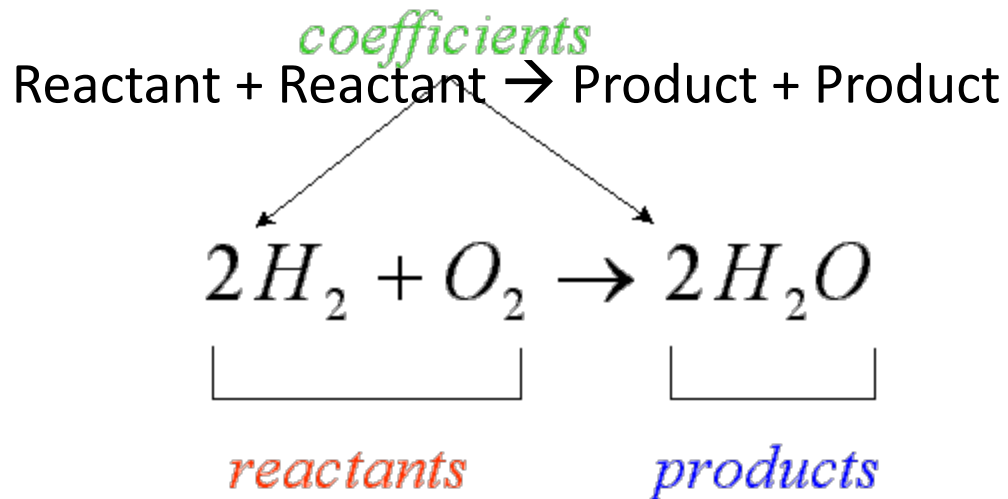 coefficients
Reactant + Reactant → Product + Product
2H₂ + O₂ → 2H₂O
reactants products